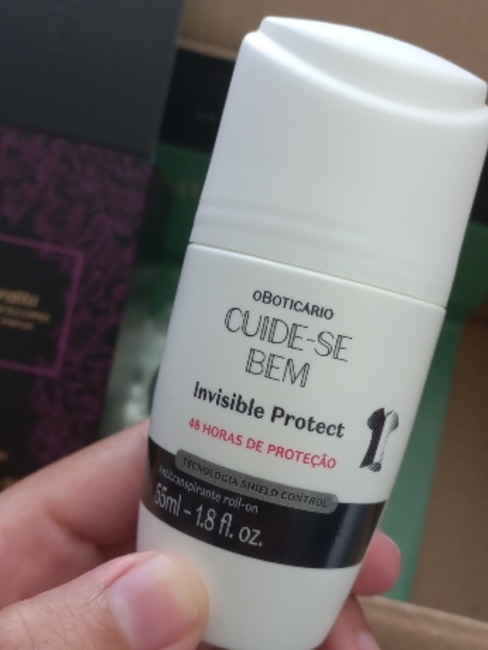 oBOTICÁRIO
CUIDE-SE
BEM
Invisible Protect
48 HORAS DE PROTEÇÃO
TECNOLOGIA SHIELD CONTROL
Antitranspirante roll-on
55ml - 1.8 fl. oz.